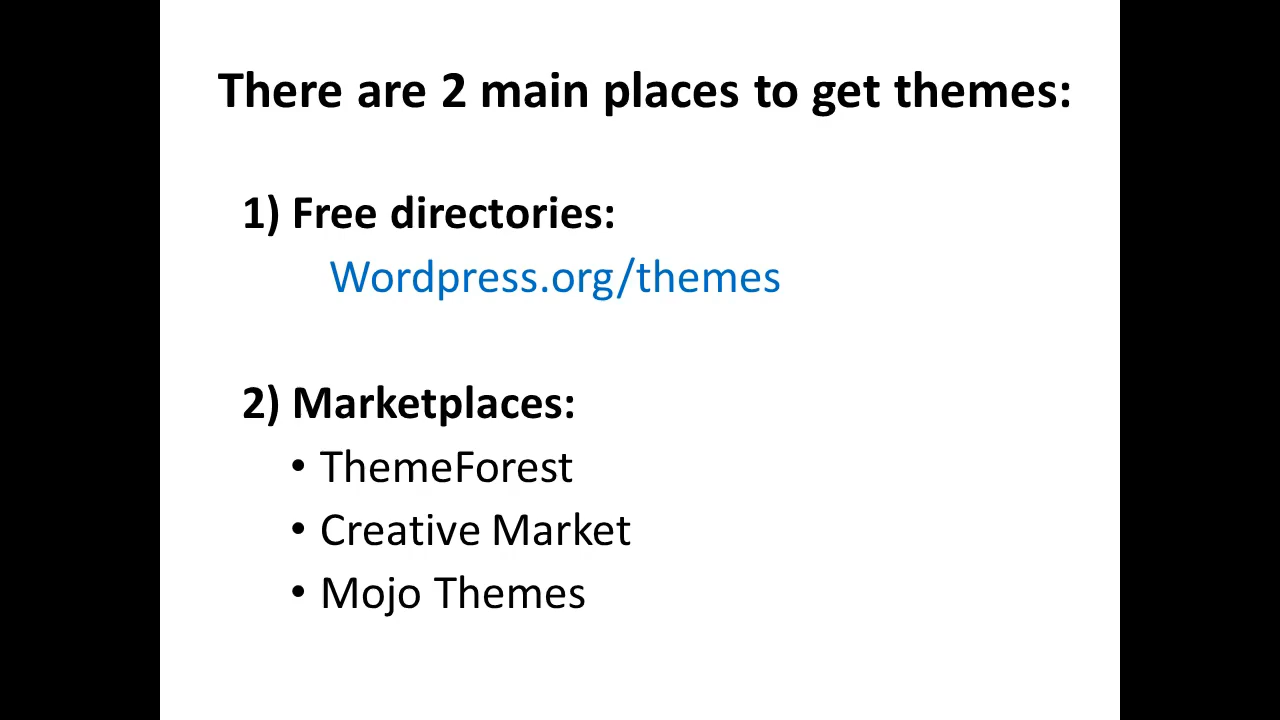 There are 2 main places to get themes:
1) Free directories:
Wordpress.org/themes
2) Marketplaces:
• ThemeForest
• Creative Market
• Mojo Themes